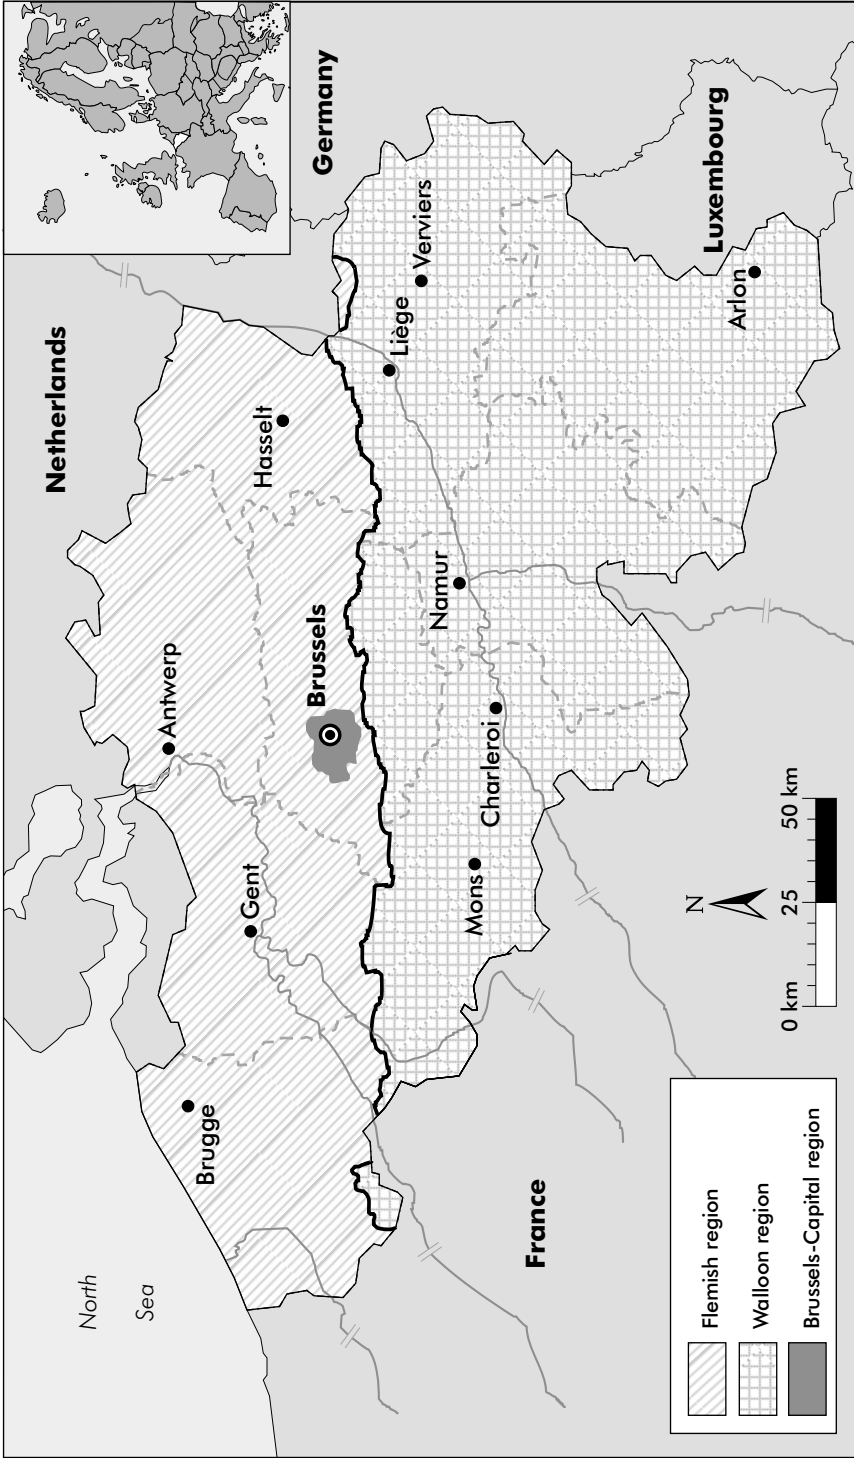 North
Sea
Netherlands
Germany
Luxembourg
France
Brugge
Gent
Antwerp
Hasselt
Brussels
Mons
Charleroi
Namur
Liège
Verviers
Arlon
Flemish region
Walloon region
Brussels-Capital region
N
0 km 25 50 km